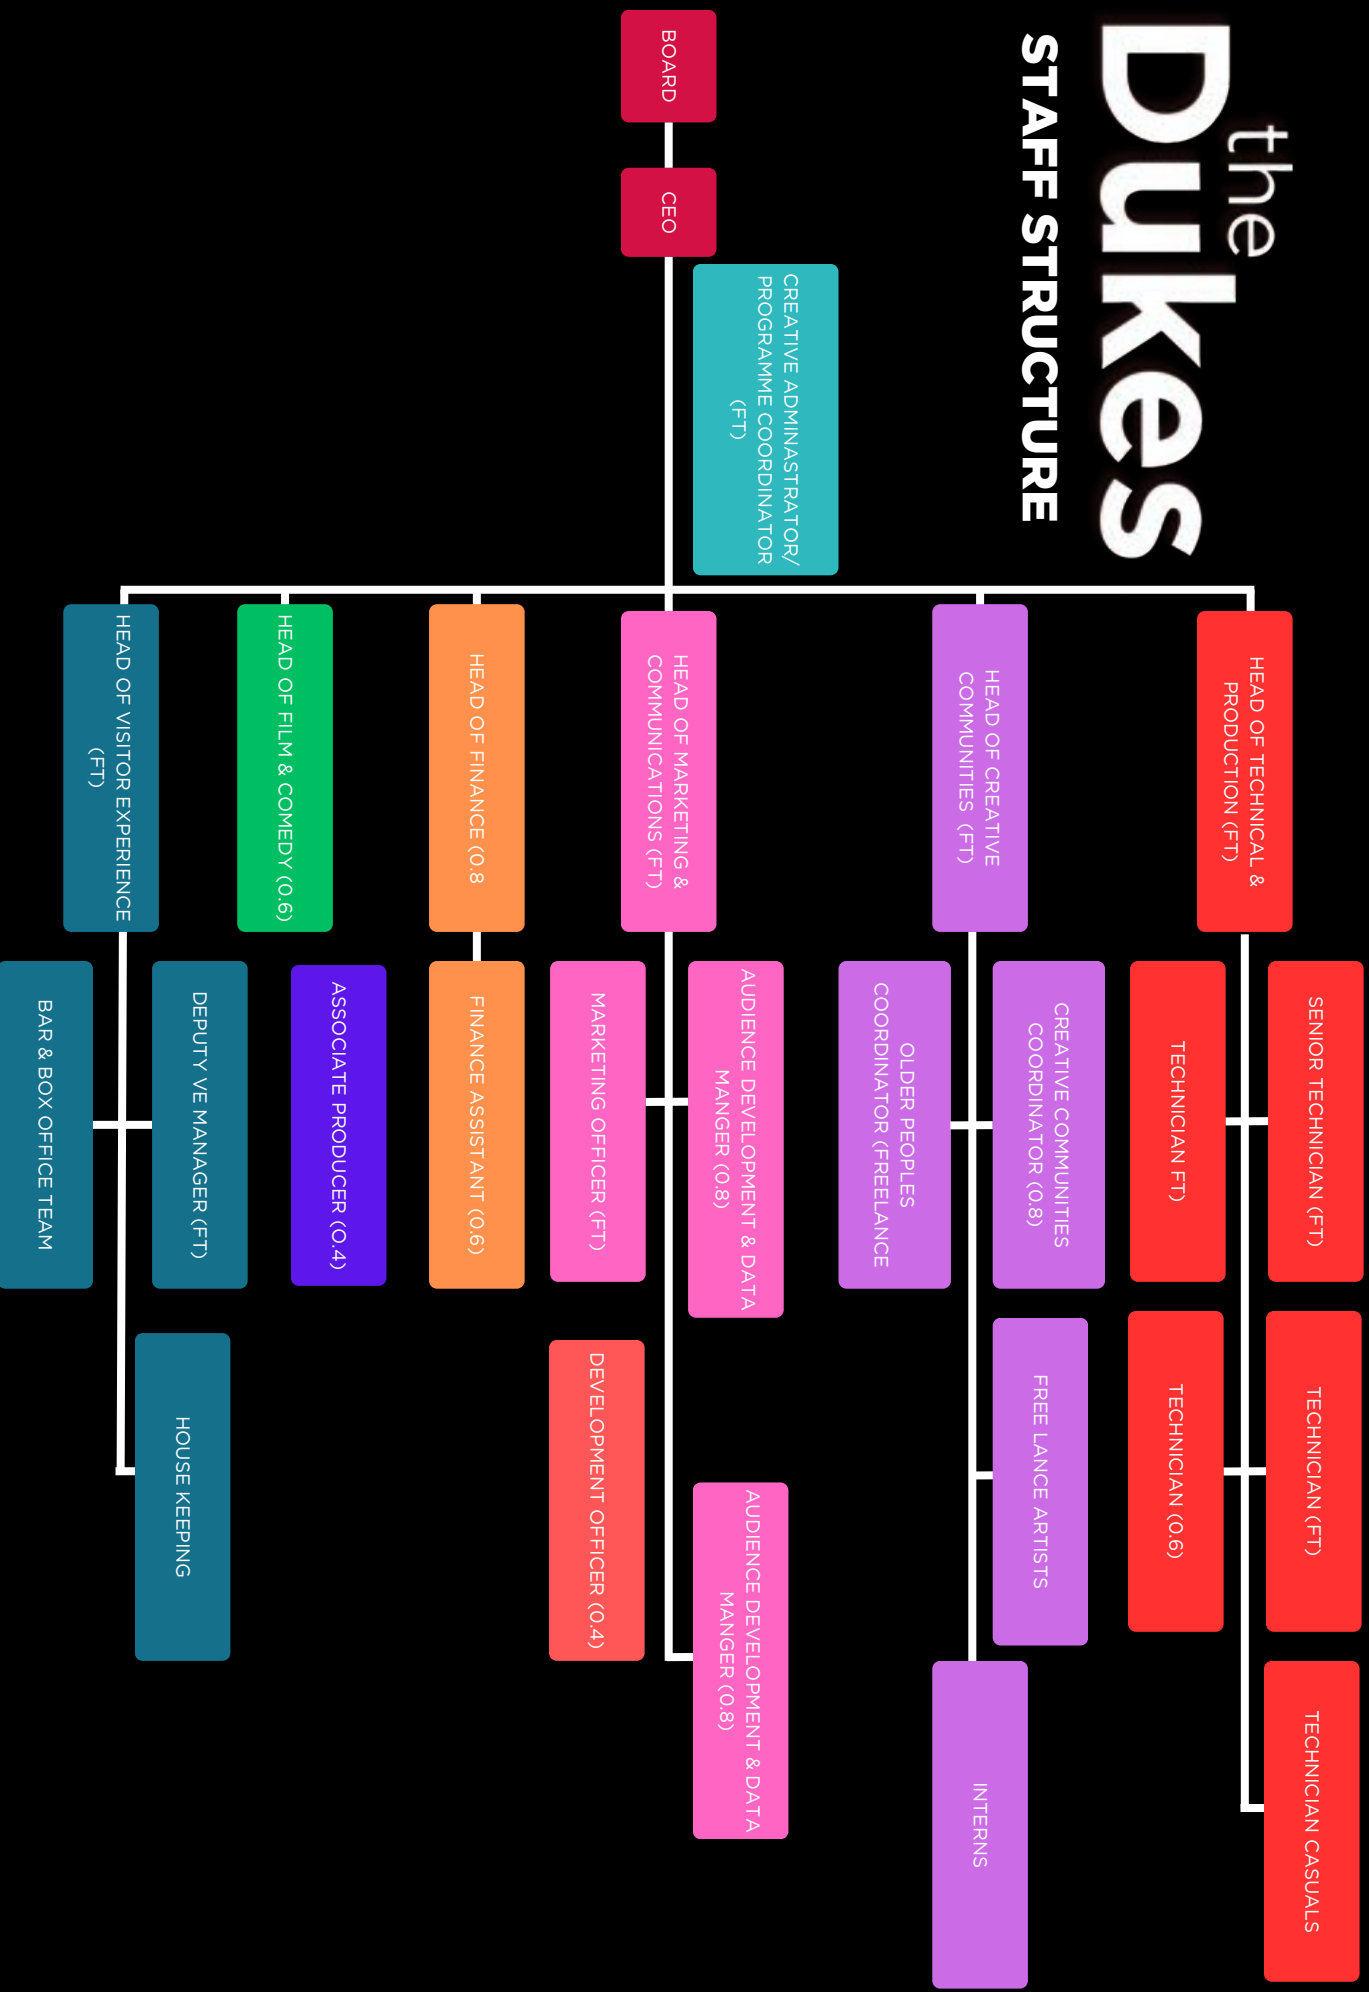 the
Dukes
STAFF STRUCTURE
BOARD
CEO
CREATIVE ADMINASTRATOR/
PROGRAMME COORDINATOR
(FT)
HEAD OF TECHNICAL &
PRODUCTION (FT)
HEAD OF CREATIVE
COMMUNITIES (FT)
HEAD OF MARKETING &
COMMUNICATIONS (FT)
HEAD OF FINANCE (0.8
HEAD OF FILM & COMEDY (0.6)
HEAD OF VISITOR EXPERIENCE
(FT)
SENIOR TECHNICIAN (FT)
TECHNICIAN FT)
CREATIVE COMMUNITIES
COORDINATOR (0.8)
OLDER PEOPLES
COORDINATOR (FREELANCE
AUDIENCE DEVELOPMENT & DATA
MANGER (0.8)
MARKETING OFFICER (FT)
FINANCE ASSISTANT (0.6)
ASSOCIATE PRODUCER (0.4)
DEPUTY VE MANAGER (FT)
BAR & BOX OFFICE TEAM
TECHNICIAN (FT)
TECHNICIAN (0.6)
FREE LANCE ARTISTS
DEVELOPMENT OFFICER (0.4)
HOUSE KEEPING
AUDIENCE DEVELOPMENT & DATA
MANGER (0.8)
TECHNICIAN CASUALS
INTERNS